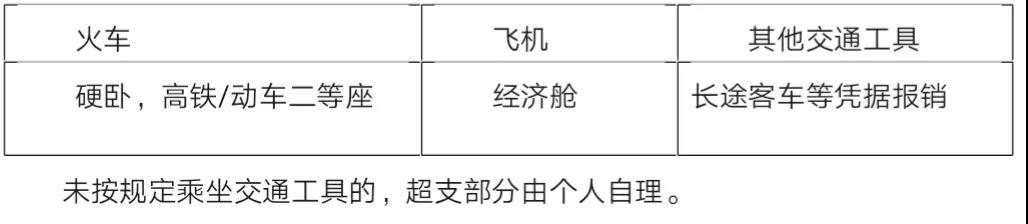 火车 飞机 其他交通工具
硬卧，高铁/动车二等座 经济舱 长途客车等凭据报销
未按规定乘坐交通工具的，超支部分由个人自理。